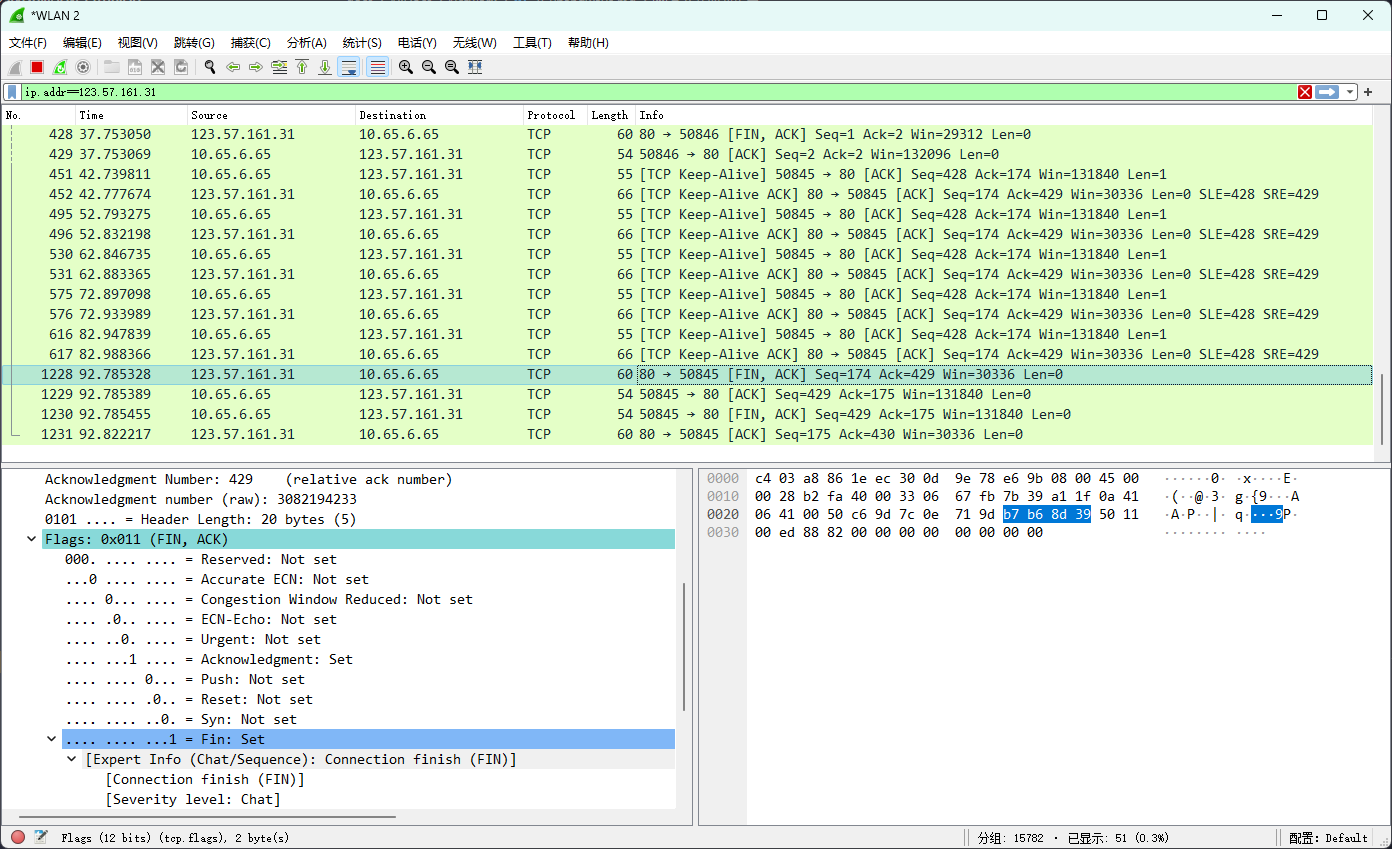 *WLAN 2
文件(F) 编辑(E) 视图(V) 跳转(G) 捕获(C) 分析(A) 统计(S) 电话(Y) 无线(W) 工具(T) 帮助(H)
ip.addr==123.57.161.31
No. Time Source Destination Protocol Length Info
428 37.753050 123.57.161.31 10.65.6.65 TCP 60 80 → 50846 [FIN, ACK] Seq=1 Ack=2 Win=29312 Len=0
429 37.753069 10.65.6.65 123.57.161.31 TCP 54 50846 → 80 [ACK] Seq=2 Ack=2 Win=132096 Len=0
451 42.739811 10.65.6.65 123.57.161.31 TCP 55 [TCP Keep-Alive] 50845 → 80 [ACK] Seq=428 Ack=174 Win=131840 Len=1
452 42.777674 123.57.161.31 10.65.6.65 TCP 66 [TCP Keep-Alive ACK] 80 → 50845 [ACK] Seq=174 Ack=429 Win=30336 Len=0 SLE=428 SRE=429
495 52.793275 10.65.6.65 123.57.161.31 TCP 55 [TCP Keep-Alive] 50845 → 80 [ACK] Seq=428 Ack=174 Win=131840 Len=1
496 52.832198 123.57.161.31 10.65.6.65 TCP 66 [TCP Keep-Alive ACK] 80 → 50845 [ACK] Seq=174 Ack=429 Win=30336 Len=0 SLE=428 SRE=429
530 62.846735 10.65.6.65 123.57.161.31 TCP 55 [TCP Keep-Alive] 50845 → 80 [ACK] Seq=428 Ack=174 Win=131840 Len=1
531 62.883365 123.57.161.31 10.65.6.65 TCP 66 [TCP Keep-Alive ACK] 80 → 50845 [ACK] Seq=174 Ack=429 Win=30336 Len=0 SLE=428 SRE=429
575 72.897098 10.65.6.65 123.57.161.31 TCP 55 [TCP Keep-Alive] 50845 → 80 [ACK] Seq=428 Ack=174 Win=131840 Len=1
576 72.933989 123.57.161.31 10.65.6.65 TCP 66 [TCP Keep-Alive ACK] 80 → 50845 [ACK] Seq=174 Ack=429 Win=30336 Len=0 SLE=428 SRE=429
616 82.947839 10.65.6.65 123.57.161.31 TCP 55 [TCP Keep-Alive] 50845 → 80 [ACK] Seq=428 Ack=174 Win=131840 Len=1
617 82.988366 123.57.161.31 10.65.6.65 TCP 66 [TCP Keep-Alive ACK] 80 → 50845 [ACK] Seq=174 Ack=429 Win=30336 Len=0 SLE=428 SRE=429
1228 92.785328 123.57.161.31 10.65.6.65 TCP 60 80 → 50845 [FIN, ACK] Seq=174 Ack=429 Win=30336 Len=0
1229 92.785389 10.65.6.65 123.57.161.31 TCP 54 50845 → 80 [ACK] Seq=429 Ack=175 Win=131840 Len=0
1230 92.785455 10.65.6.65 123.57.161.31 TCP 54 50845 → 80 [FIN, ACK] Seq=429 Ack=175 Win=131840 Len=0
1231 92.822217 123.57.161.31 10.65.6.65 TCP 60 80 → 50845 [ACK] Seq=175 Ack=430 Win=30336 Len=0
Acknowledgment Number: 429 (relative ack number)
Acknowledgment number (raw): 3082194233
0101 .... = Header Length: 20 bytes (5)
Flags: 0x011 (FIN, ACK)
000. .... .... = Reserved: Not set
...0 .... .... = Accurate ECN: Not set
.... 0... .... = Congestion Window Reduced: Not set
.... .0.. .... = ECN-Echo: Not set
.... ..0. .... = Urgent: Not set
.... ...1 .... = Acknowledgment: Set
.... .... 0... = Push: Not set
.... .... .0.. = Reset: Not set
.... .... ..0. = Syn: Not set
.... .... ...1 = Fin: Set
[Expert Info (Chat/Sequence): Connection finish (FIN)]
[Connection finish (FIN)]
[Severity level: Chat]
0000 c4 03 a8 86 1e ec 30 0d 9e 78 e6 9b 08 00 45 00 ······0· ·x····E·
0010 00 28 b2 fa 40 00 33 06 67 fb 7b 39 a1 1f 0a 41 ·(··@·3· g·{9···A
0020 06 41 00 50 c6 9d 7c 0e 71 9d b7 b6 8d 39 50 11 ·A·P··|· q····9P·
0030 00 ed 88 82 00 00 00 00 00 00 00 00 ········ ····
Flags (12 bits) (tcp.flags), 2 byte(s)
分组: 15782 · 已显示: 51 (0.3%)
配置: Default